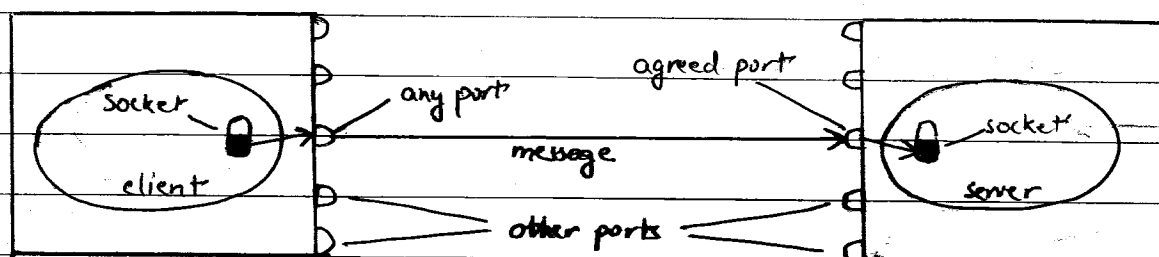 agreed port
any port
socket
socket
message
client
server
other ports